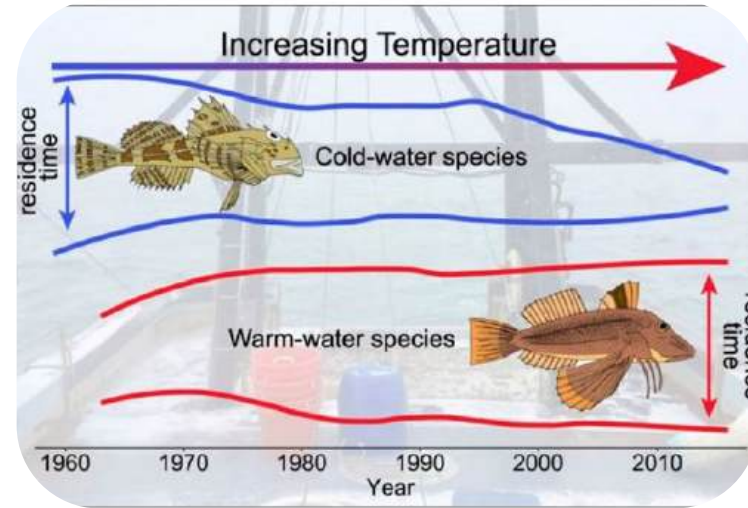 Increasing Temperature
residence
time
Cold-water species
Warm-water species
time
1960 1970 1980 1990 2000 2010
Year